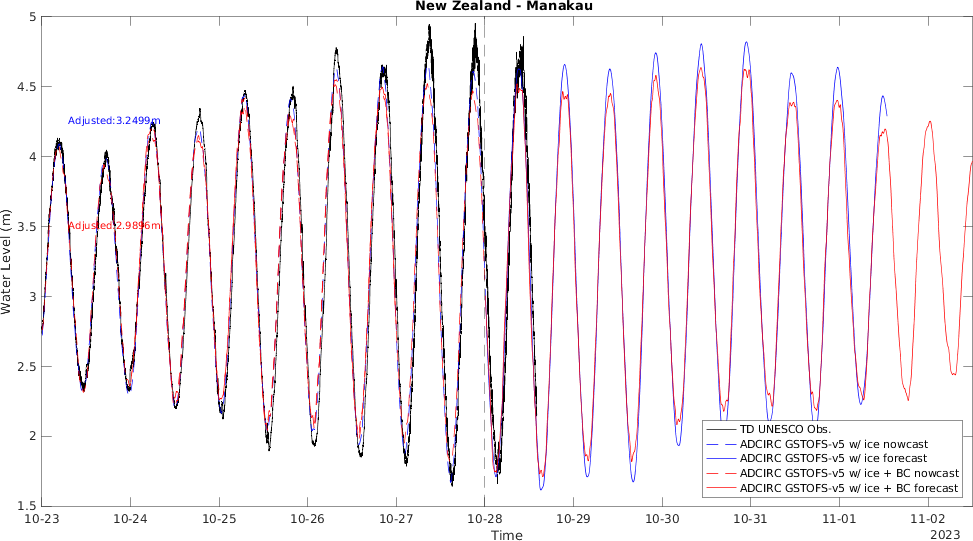 New Zealand - Manakau
5
4.5
Adjusted:3.2499m
4
3.5
Adjusted:2.9896m
Water Level (m)
3
2.5
2
1.5
TD UNESCO Obs.
ADCIRC GSTOFS-v5 w/ ice nowcast
ADCIRC GSTOFS-v5 w/ ice forecast
ADCIRC GSTOFS-v5 w/ ice + BC nowcast
ADCIRC GSTOFS-v5 w/ ice + BC forecast
10-23 10-24 10-25 10-26 10-27 10-28 10-29 10-30 10-31 11-01 11-02
Time
2023